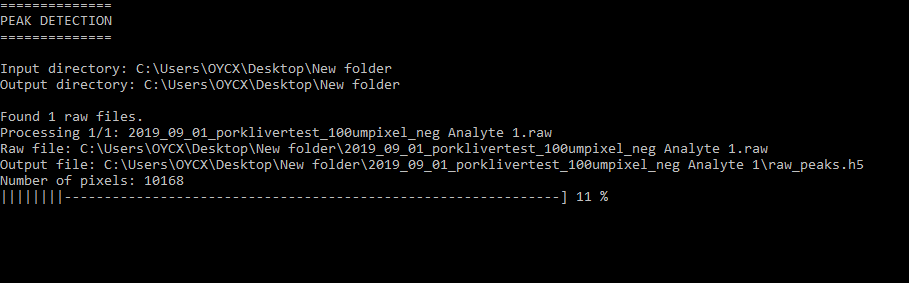 ==============
PEAK DETECTION
==============
Input directory: C:\Users\OYCX\Desktop\New folder
Output directory: C:\Users\OYCX\Desktop\New folder
Found 1 raw files.
Processing 1/1: 2019_09_01_porklivertest_100umpixel_neg Analyte 1.raw
Raw file: C:\Users\OYCX\Desktop\New folder\2019_09_01_porklivertest_100umpixel_neg Analyte 1.raw
Output file: C:\Users\OYCX\Desktop\New folder\2019_09_01_porklivertest_100umpixel_neg Analyte 1\raw_peaks.h5
Number of pixels: 10168
||||||||--------------------------------------------------------------] 11 %